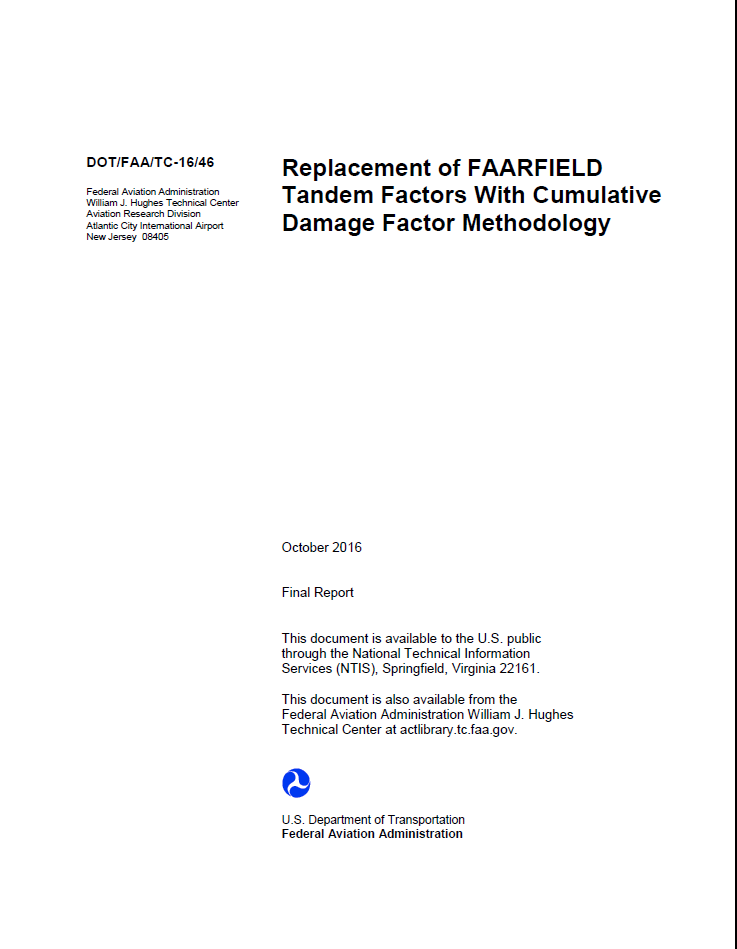 DOT/FAA/TC-16/46
Federal Aviation Administration
William J. Hughes Technical Center
Aviation Research Division
Atlantic City International Airport
New Jersey  08405
Replacement of FAARFIELD
Tandem Factors With Cumulative
Damage Factor Methodology
October 2016
Final Report
This document is available to the U.S. public
through the National Technical Information
Services (NTIS), Springfield, Virginia 22161.
This document is also available from the
Federal Aviation Administration William J. Hughes
Technical Center at actlibrary.tc.faa.gov.
U.S. Department of Transportation
Federal Aviation Administration